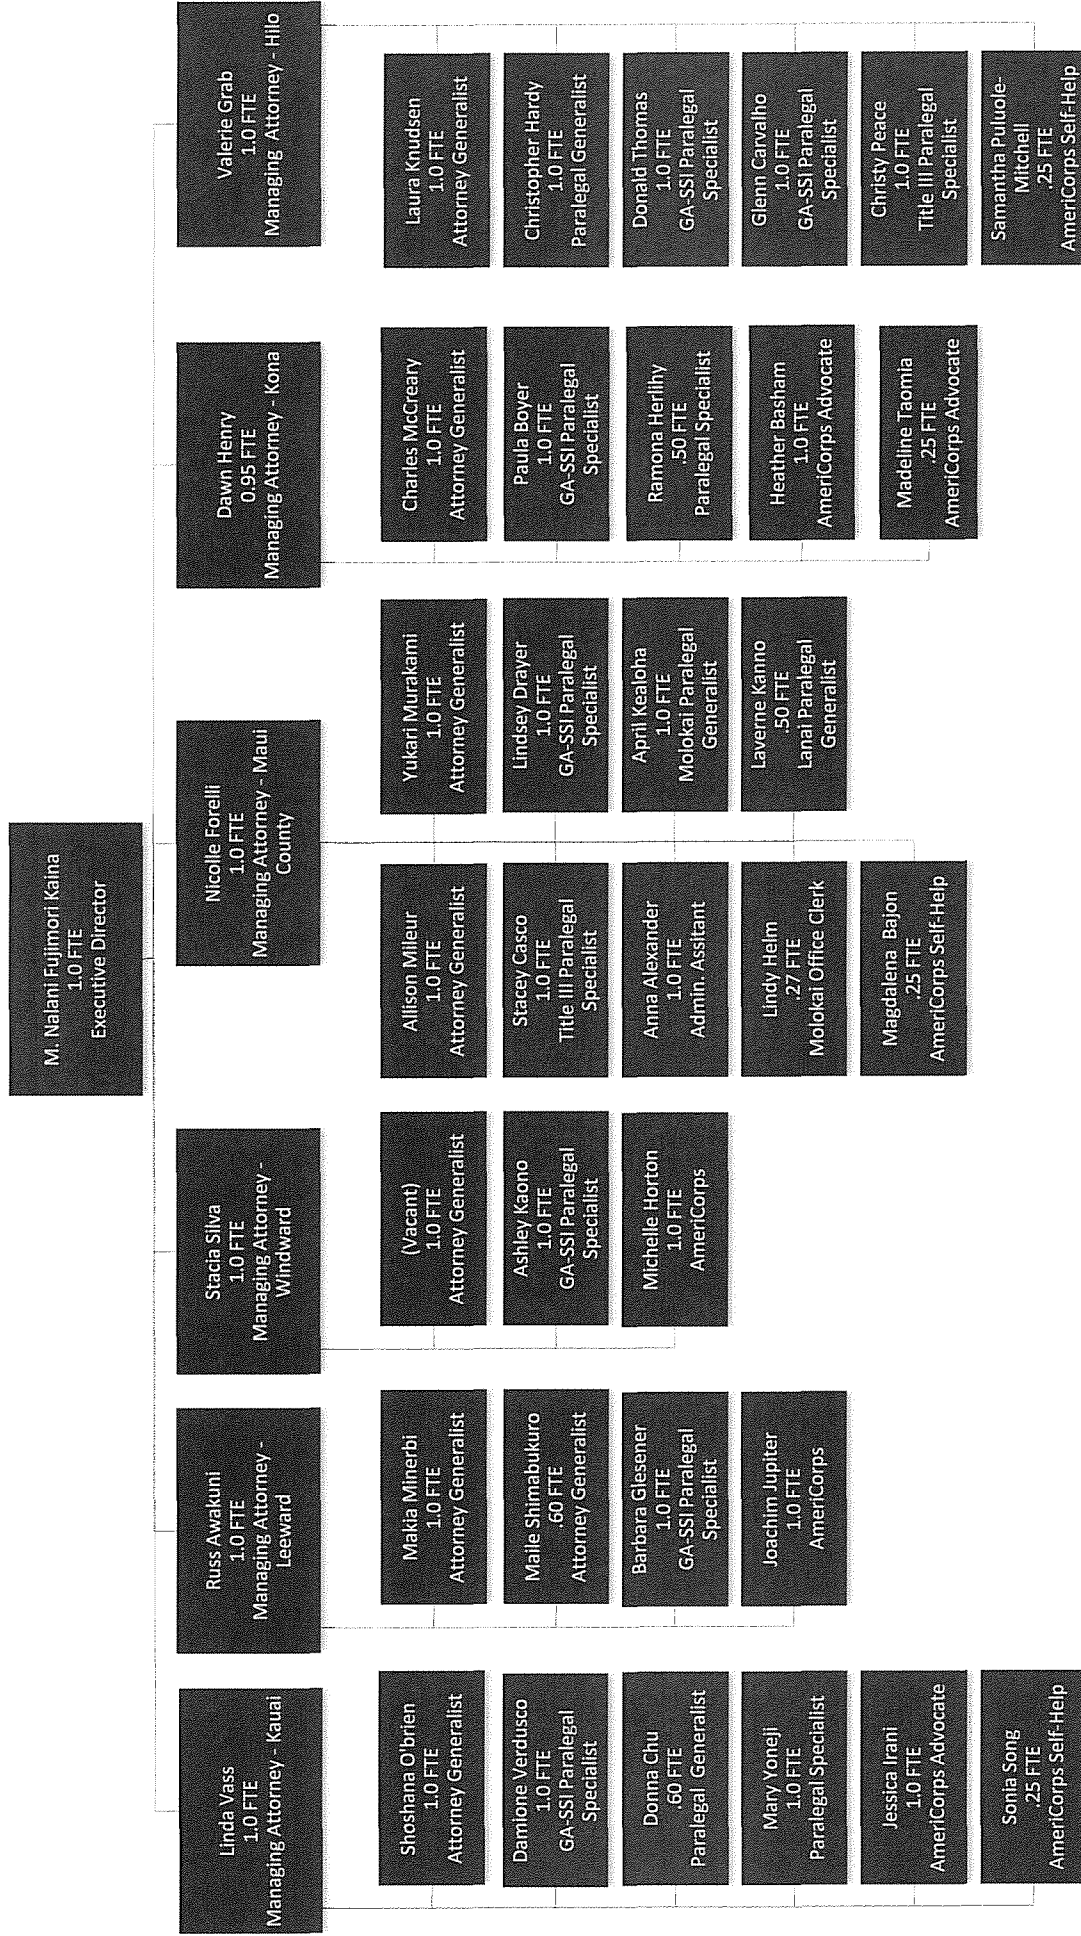 M. Nalani Fujimori Kaina
1.0 FTE
Executive Director
Linda Vass
1.0 FTE
Managing Attorney - Kauai
Shoshana O'brien
1.0 FTE
Attorney Generalist
Damione Verdusco
1.0 FTE
GA-SSI Paralegal
Specialist
Donna Chu
.60 FTE
Paralegal Generalist
Mary Yoneji
1.0 FTE
Paralegal Specialist
Jessica Irani
1.0 FTE
AmeriCorps Advocate
Sonia Song
.25 FTE
AmeriCorps Self-Help
Russ Awakuni
1.0 FTE
Managing Attorney -
Leeward
Makia Minerbi
1.0 FTE
Attorney Generalist
Maile Shimabukuro
.60 FTE
Attorney Generalist
Barbara Glesener
1.0 FTE
GA-SSI Paralegal
Specialist
Joachim Jupiter
1.0 FTE
AmeriCorps
Stacia Silva
1.0 FTE
Managing Attorney -
Windward
(Vacant)
1.0 FTE
Attorney Generalist
Ashley Kaono
1.0 FTE
GA-SSI Paralegal
Specialist
Michelle Horton
1.0 FTE
AmeriCorps
Nicolle Forelli
1.0 FTE
Managing Attorney - Maui
County
Allison Mileur
1.0 FTE
Attorney Generalist
Yukari Murakami
1.0 FTE
Attorney Generalist
Stacey Casco
1.0 FTE
Title III Paralegal
Specialist
Lindsey Drayer
1.0 FTE
GA-SSI Paralegal
Specialist
Anna Alexander
1.0 FTE
Admin. Assitant
April Kealoha
1.0 FTE
Molokai Paralegal
Generalist
Lindy Helm
.27 FTE
Molokai Office Clerk
Laverne Kanno
.50 FTE
Lanai Paralegal
Generalist
Magdalena Bajon
.25 FTE
AmeriCorps Self-Help
Dawn Henry
0.95 FTE
Managing Attorney - Kona
Charles McCreary
1.0 FTE
Attorney Generalist
Paula Boyer
1.0 FTE
GA-SSI Paralegal
Specialist
Ramona Herlihy
.50 FTE
Paralegal Specialist
Heather Basham
1.0 FTE
AmeriCorps Advocate
Madeline Taomia
.25 FTE
AmeriCorps Advocate
Valerie Grab
1.0 FTE
Managing  Attorney - Hilo
Laura Knudsen
1.0 FTE
Attorney Generalist
Christopher Hardy
1.0 FTE
Paralegal Generalist
Donald Thomas
1.0 FTE
GA-SSI Paralegal
Specialist
Glenn Carvalho
1.0 FTE
GA-SSI Paralegal
Specialist
Christy Peace
1.0 FTE
Title III Paralegal
Specialist
Samantha Puluole-
Mitchell
.25 FTE
AmeriCorps Self-Help